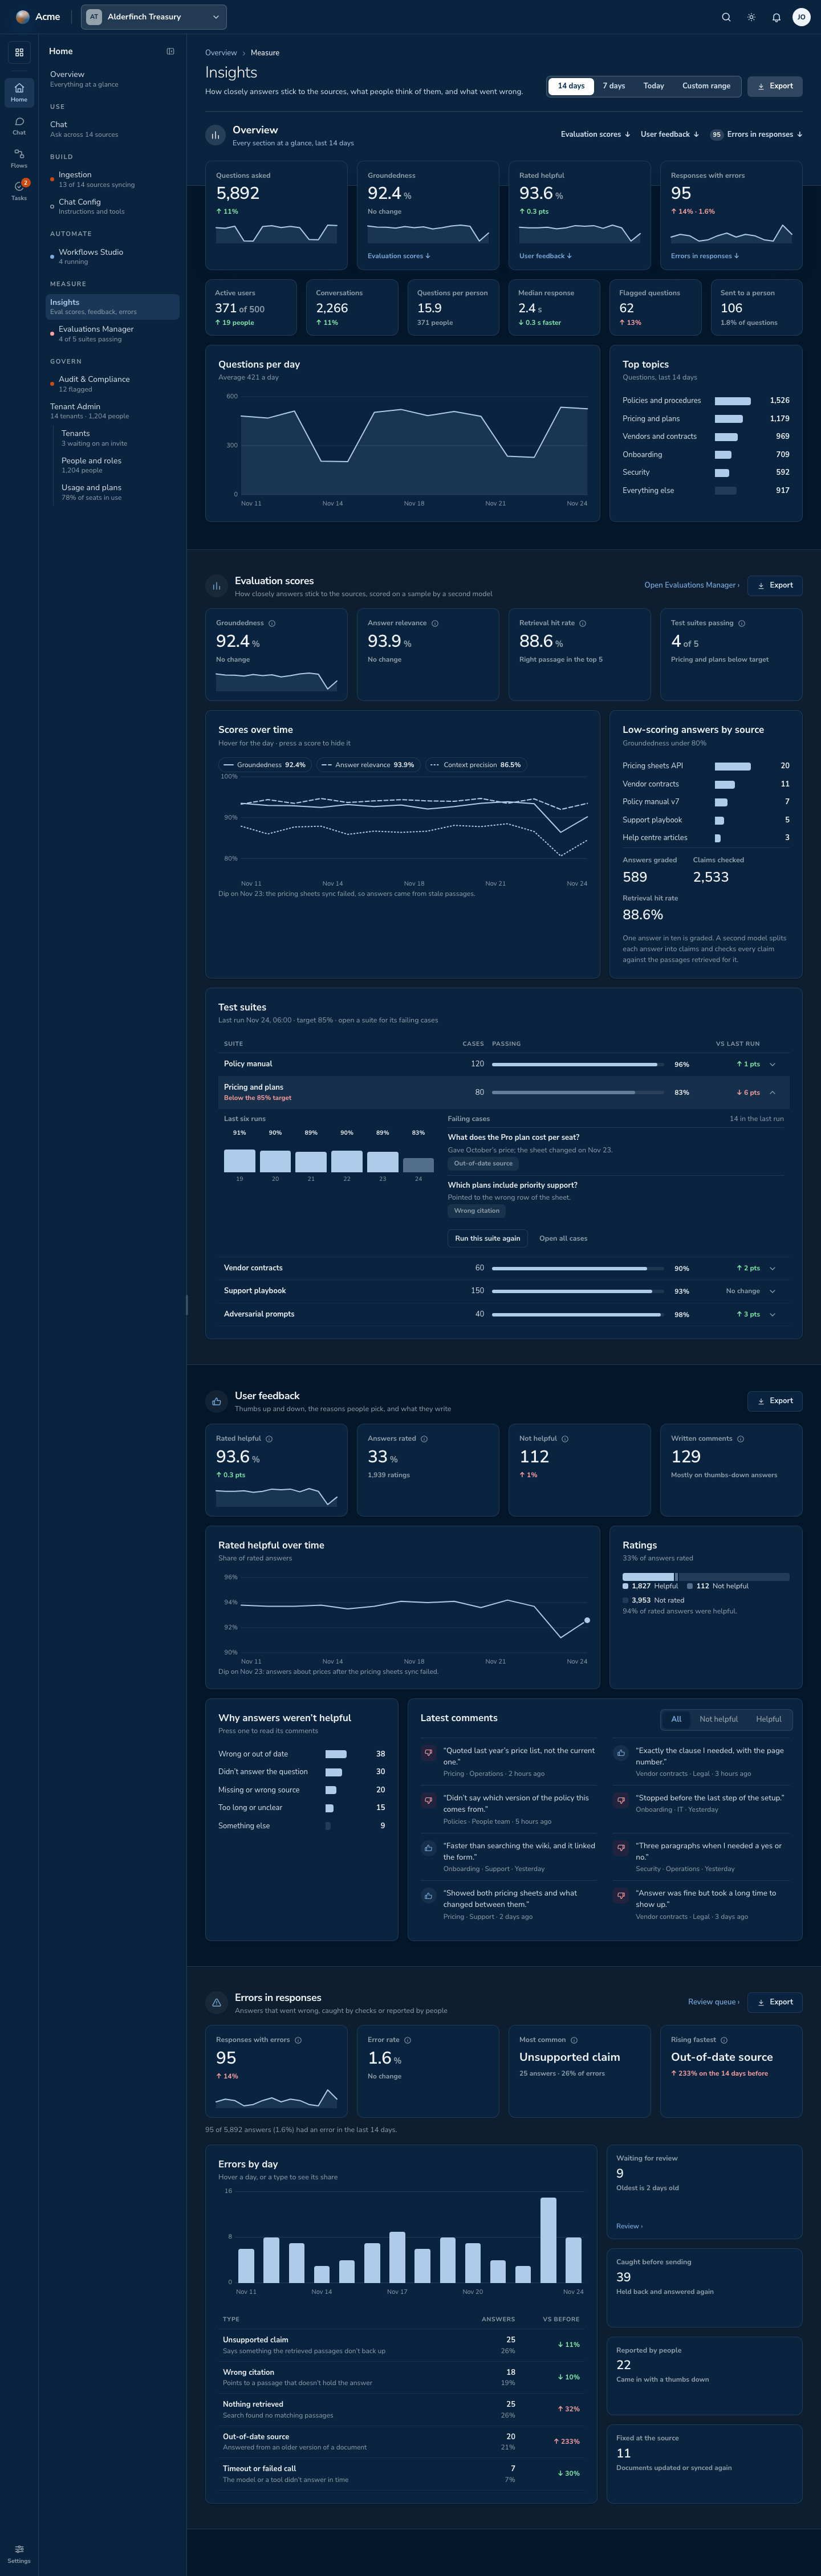 Acme
AT Alderfinch Treasury
JO
Home
Chat
Flows
2
Tasks
Settings
Home
Overview
Everything at a glance
USE
Chat
Ask across 14 sources
BUILD
Ingestion
13 of 14 sources syncing
Chat Config
Instructions and tools
AUTOMATE
Workflows Studio
4 running
MEASURE
Insights
Eval scores, feedback, errors
Evaluations Manager
4 of 5 suites passing
GOVERN
Audit & Compliance
12 flagged
Tenant Admin
14 tenants · 1,204 people
Tenants
3 waiting on an invite
People and roles
1,204 people
Usage and plans
78% of seats in use
Overview › Measure
Insights
How closely answers stick to the sources, what people think of them, and what went wrong.
14 days 7 days Today Custom range Export
Overview
Every section at a glance, last 14 days
Evaluation scores ↓ User feedback ↓ 95 Errors in responses ↓
Questions asked
5,892
↑ 11%
Groundedness
92.4 %
No change
Evaluation scores ↓
Rated helpful
93.6 %
↑ 0.3 pts
User feedback ↓
Responses with errors
95
↑ 14% · 1.6%
Errors in responses ↓
Active users
371 of 500
↑ 19 people
Conversations
2,266
↑ 11%
Questions per person
15.9
371 people
Median response
2.4 s
↓ 0.3 s faster
Flagged questions
62
↑ 13%
Sent to a person
106
1.8% of questions
Questions per day
Average 421 a day
600
300
0
Nov 11 Nov 14 Nov 18 Nov 21 Nov 24
Top topics
Questions, last 14 days
Policies and procedures 1,526
Pricing and plans 1,179
Vendors and contracts 969
Onboarding 709
Security 592
Everything else 917
Evaluation scores
How closely answers stick to the sources, scored on a sample by a second model
Open Evaluations Manager › Export
Groundedness
92.4 %
No change
Answer relevance
93.9 %
No change
Retrieval hit rate
88.6 %
Right passage in the top 5
Test suites passing
4 of 5
Pricing and plans below target
Scores over time
Hover for the day · press a score to hide it
Groundedness 92.4% Answer relevance 93.9% Context precision 86.5%
100%
90%
80%
Nov 11 Nov 14 Nov 18 Nov 21 Nov 24
Dip on Nov 23: the pricing sheets sync failed, so answers came from stale passages.
Low-scoring answers by source
Groundedness under 80%
Pricing sheets API 20
Vendor contracts 11
Policy manual v7 7
Support playbook 5
Help centre articles 3
Answers graded Claims checked
589 2,533
Retrieval hit rate
88.6%
One answer in ten is graded. A second model splits
each answer into claims and checks every claim
against the passages retrieved for it.
Test suites
Last run Nov 24, 06:00 · target 85% · open a suite for its failing cases
SUITE CASES PASSING VS LAST RUN
Policy manual 120 96% ↑ 1 pts
Pricing and plans 80 83% ↓ 6 pts
Below the 85% target
Last six runs
91% 90% 89% 90% 89% 83%
19 20 21 22 23 24
Failing cases 14 in the last run
What does the Pro plan cost per seat?
Gave October's price; the sheet changed on Nov 23.
Out-of-date source
Which plans include priority support?
Pointed to the wrong row of the sheet.
Wrong citation
Run this suite again Open all cases
Vendor contracts 60 90% ↑ 2 pts
Support playbook 150 93% No change
Adversarial prompts 40 98% ↑ 3 pts
User feedback
Thumbs up and down, the reasons people pick, and what they write
Export
Rated helpful
93.6 %
↑ 0.3 pts
Answers rated
33 %
1,939 ratings
Not helpful
112
↑ 1%
Written comments
129
Mostly on thumbs-down answers
Rated helpful over time
Share of rated answers
96%
94%
92%
90%
Nov 11 Nov 14 Nov 18 Nov 21 Nov 24
Dip on Nov 23: answers about prices after the pricing sheets sync failed.
Ratings
33% of answers rated
1,827 Helpful 112 Not helpful
3,953 Not rated
94% of rated answers were helpful.
Why answers weren't helpful
Press one to read its comments
Wrong or out of date 38
Didn't answer the question 30
Missing or wrong source 20
Too long or unclear 15
Something else 9
Latest comments
All Not helpful Helpful
“Quoted last year's price list, not the current
one.”
Pricing · Operations · 2 hours ago
“Exactly the clause I needed, with the page
number.”
Vendor contracts · Legal · 3 hours ago
“Didn't say which version of the policy this
comes from.”
Policies · People team · 5 hours ago
“Stopped before the last step of the setup.”
Onboarding · IT · Yesterday
“Faster than searching the wiki, and it linked
the form.”
Onboarding · Support · Yesterday
“Three paragraphs when I needed a yes or
no.”
Security · Operations · Yesterday
“Showed both pricing sheets and what
changed between them.”
Pricing · Support · 2 days ago
“Answer was fine but took a long time to
show up.”
Vendor contracts · Legal · 3 days ago
Errors in responses
Answers that went wrong, caught by checks or reported by people
Review queue › Export
Responses with errors
95
↑ 14%
Error rate
1.6 %
No change
Most common
Unsupported claim
25 answers · 26% of errors
Rising fastest
Out-of-date source
↑ 233% on the 14 days before
95 of 5,892 answers (1.6%) had an error in the last 14 days.
Errors by day
Hover a day, or a type to see its share
16
8
0
Nov 11 Nov 14 Nov 17 Nov 20 Nov 24
TYPE ANSWERS VS BEFORE
Unsupported claim 25 ↓ 11%
Says something the retrieved passages don't back up 26%
Wrong citation 18 ↓ 10%
Points to a passage that doesn't hold the answer 19%
Nothing retrieved 25 ↑ 32%
Search found no matching passages 26%
Out-of-date source 20 ↑ 233%
Answered from an older version of a document 21%
Timeout or failed call 7 ↓ 30%
The model or a tool didn't answer in time 7%
Waiting for review
9
Oldest is 2 days old
Review ›
Caught before sending
39
Held back and answered again
Reported by people
22
Came in with a thumbs down
Fixed at the source
11
Documents updated or synced again